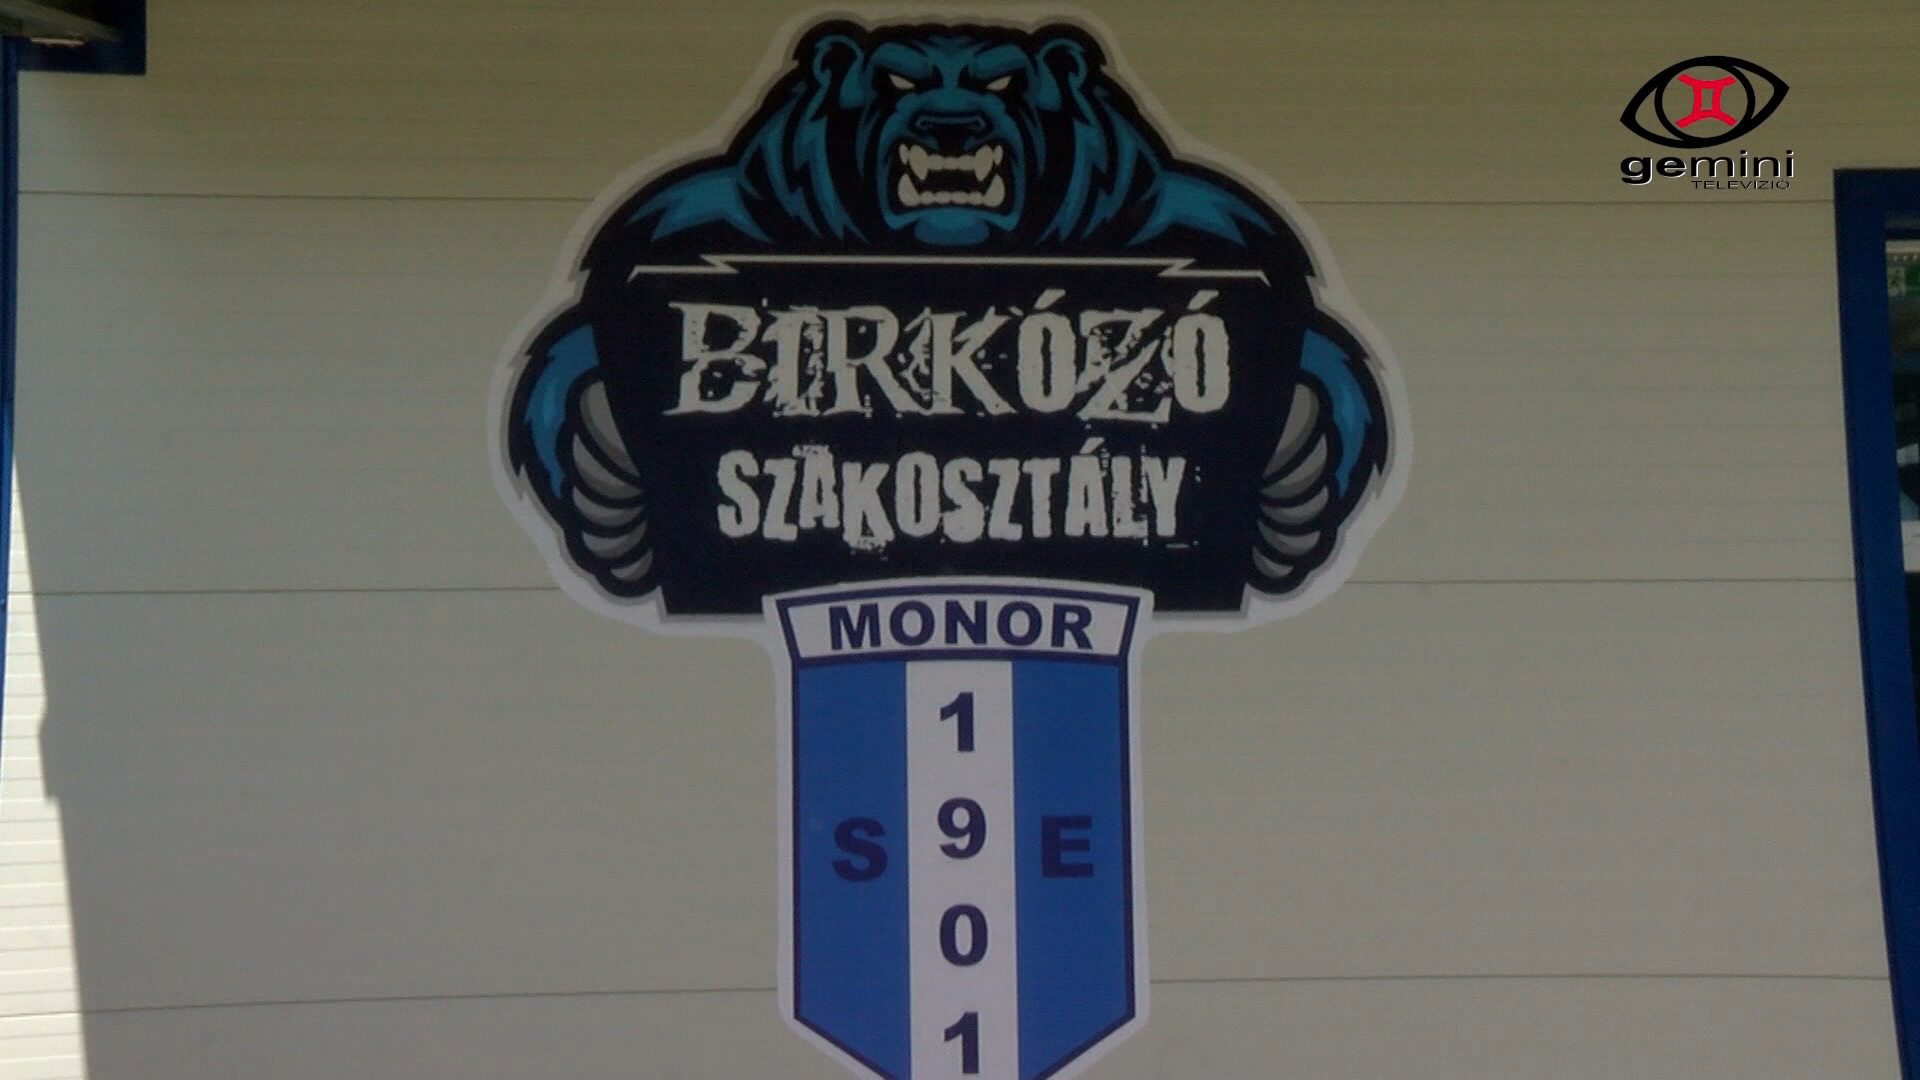 gemini
TELEVÍZIÓ
BIRKÓZÓ
SZAKOSZTÁLY
MONOR
1
9
S E
0
1